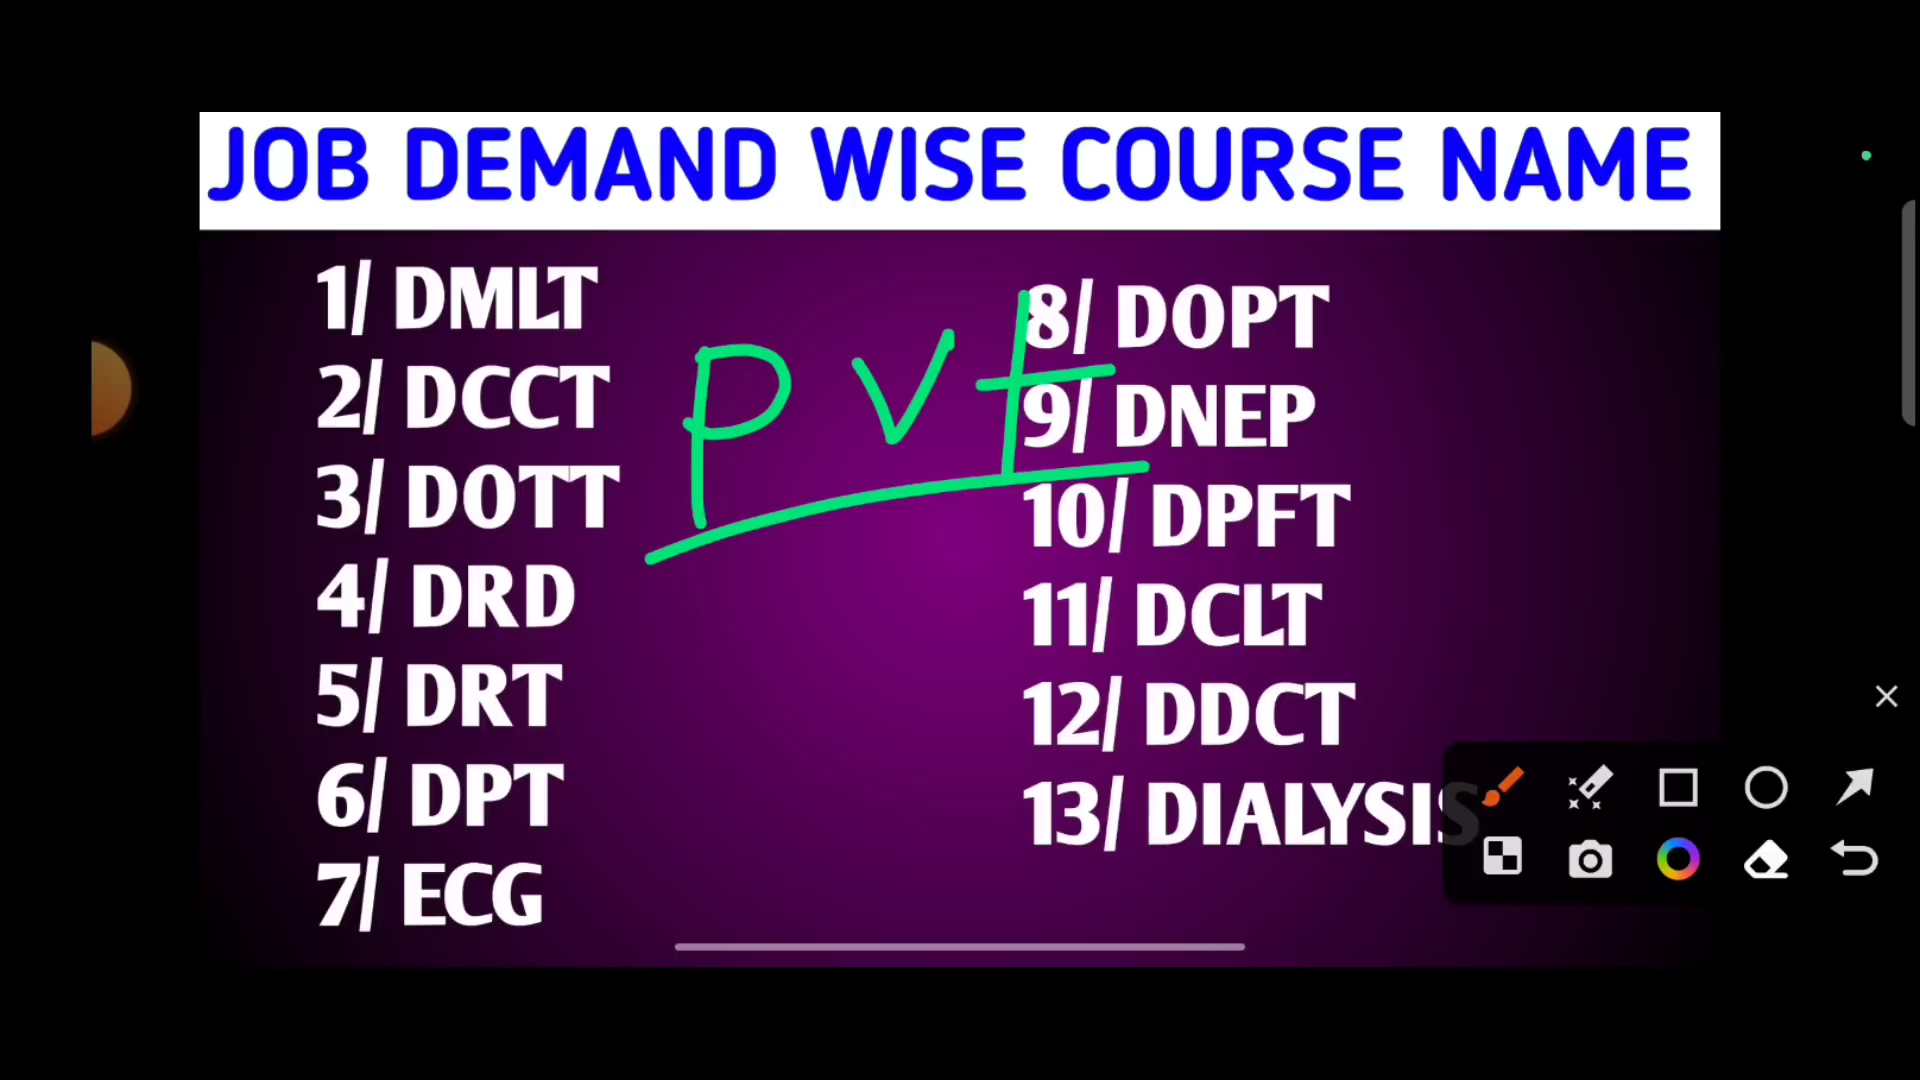 JOB DEMAND WISE COURSE NAME
1/ DMLT
2/ DCCT
3/ DOTT
4/ DRD
5/ DRT
6/ DPT
7/ ECG
pvt
8/ DOPT
9/ DNEP
10/ DPFT
11/ DCLT
12/ DDCT
13/ DIALYSIS